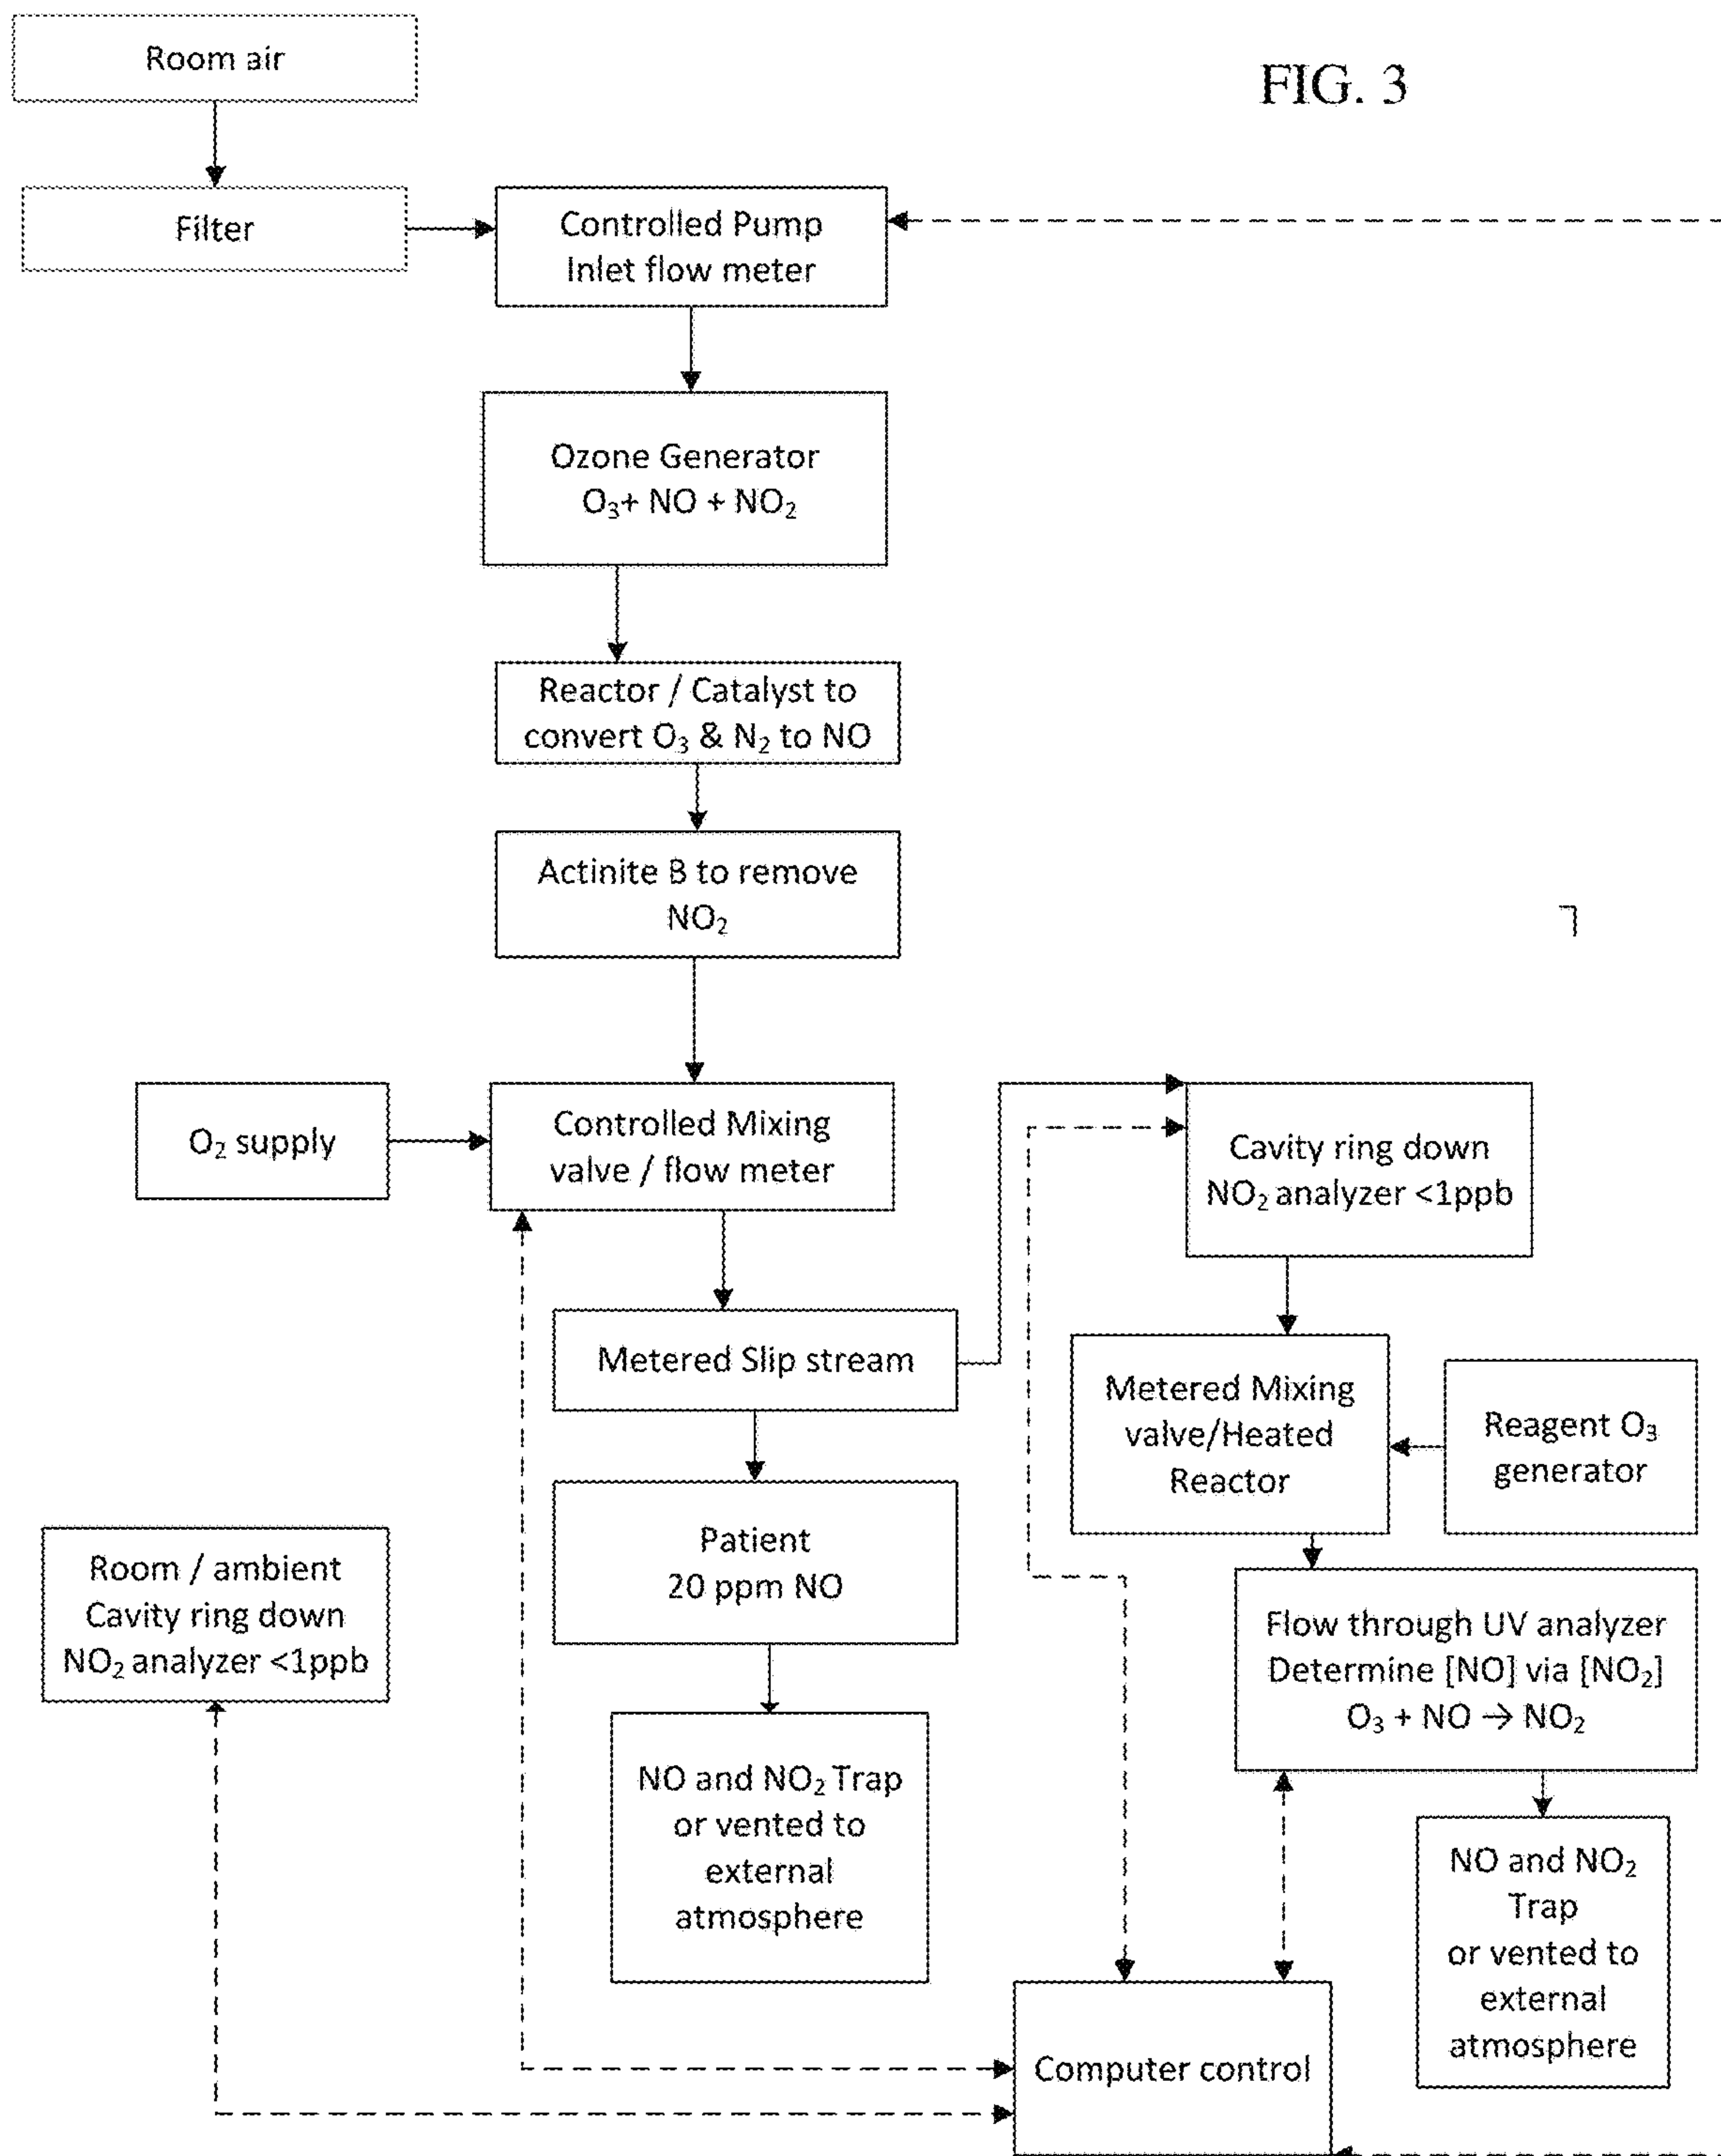 FIG. 3
Room air
Filter
Controlled Pump
Inlet flow meter
Ozone Generator
O₃+ NO + NO₂
Reactor / Catalyst to
convert O₃ & N₂ to NO
Actinite B to remove
NO₂
O₂ supply
Controlled Mixing
valve / flow meter
Cavity ring down
NO₂ analyzer <1ppb
Metered Slip stream
Metered Mixing
valve/Heated
Reactor
Reagent O₃
generator
Patient
20 ppm NO
Room / ambient
Cavity ring down
NO₂ analyzer <1ppb
Flow through UV analyzer
Determine [NO] via [NO₂]
O₃ + NO → NO₂
NO and NO₂ Trap
or vented to
external
atmosphere
NO and NO₂
Trap
or vented to
external
atmosphere
Computer control